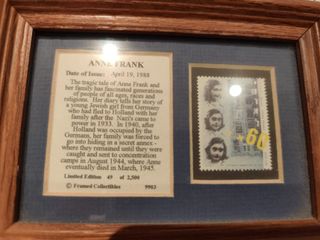 ANNE FRANK
Date of Issue: April 19, 1988
The tragic tale of Anne Frank and
her family has fascinated generations
of people of all ages, races and
religions. Her diary tells her story of
a young Jewish girl from Germany
who had fled to Holland with her
family after the Nazi's came to
power in 1933. In 1940, after
Holland was occupied by the
Germans, her family was forced to
go into hiding in a secret annex -
where they remained until they were
caught and sent to concentration
camps in August 1944, where Anne
eventually died in March, 1945.
Limited Edition 49 of 2,500
© Framed Collectibles 9903
60